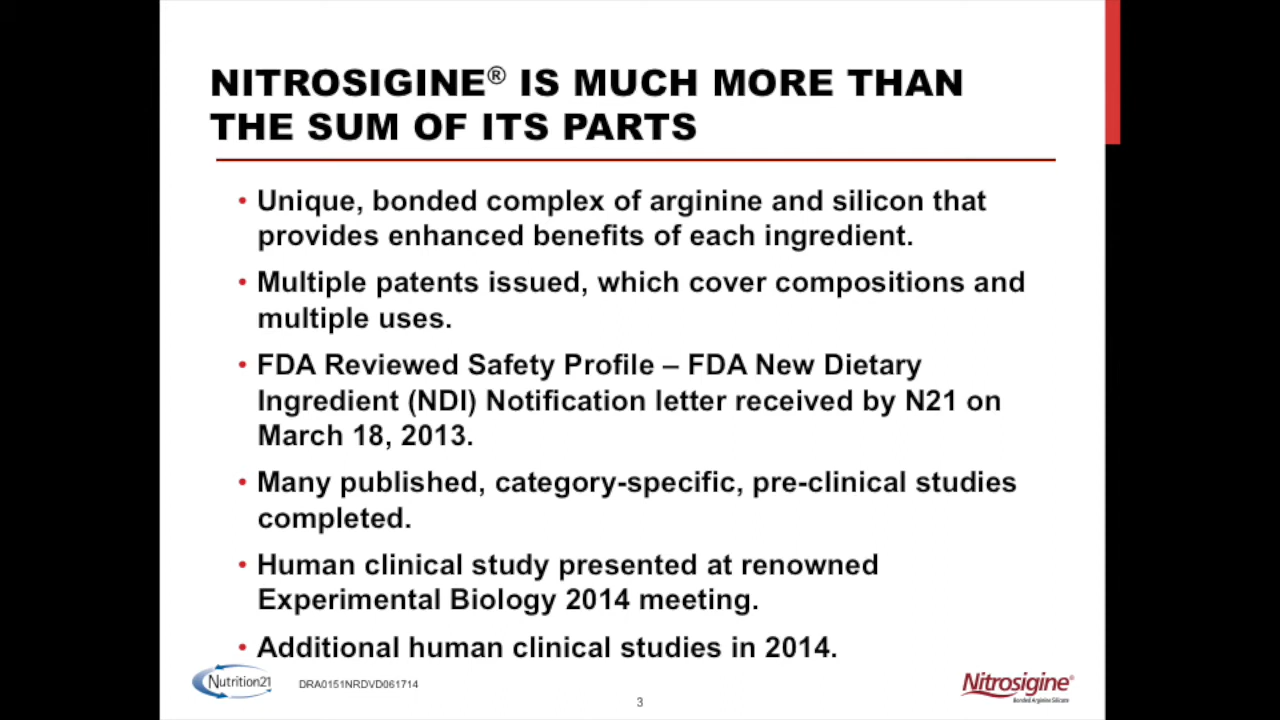 NITROSIGINE® IS MUCH MORE THAN
THE SUM OF ITS PARTS
• Unique, bonded complex of arginine and silicon that
provides enhanced benefits of each ingredient.
• Multiple patents issued, which cover compositions and
multiple uses.
• FDA Reviewed Safety Profile – FDA New Dietary
Ingredient (NDI) Notification letter received by N21 on
March 18, 2013.
• Many published, category-specific, pre-clinical studies
completed.
• Human clinical study presented at renowned
Experimental Biology 2014 meeting.
• Additional human clinical studies in 2014.
Nutrition21
DRA0151NRDVD061714
3
Nitrosigine®
Bonded Arginine Silicate